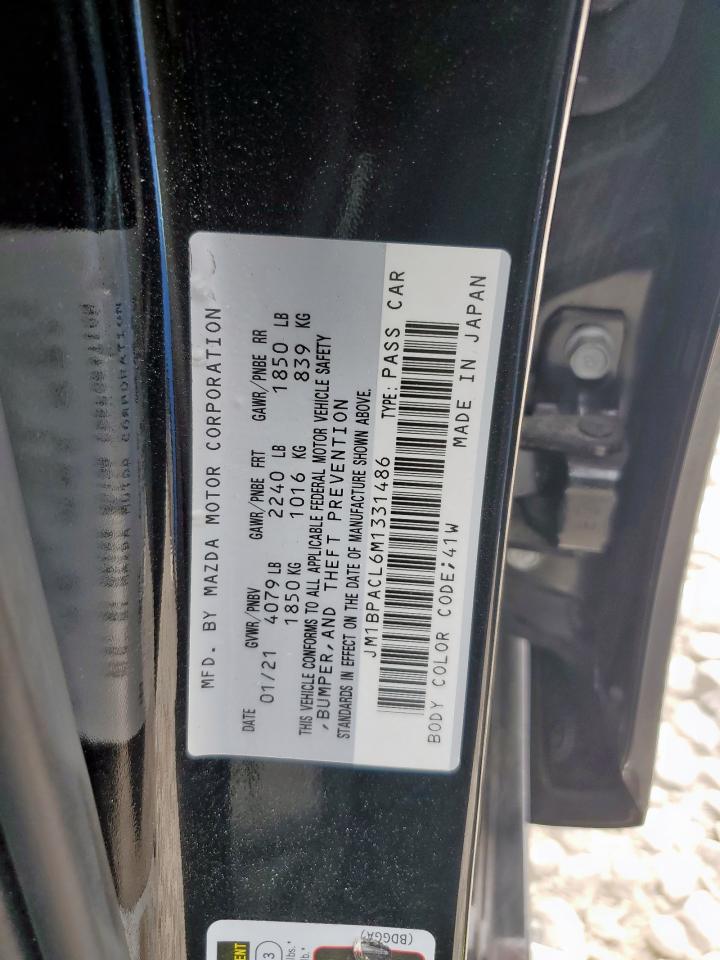 MFD. BY MAZDA MOTOR CORPORATION
DATE GVWR/PNBV GAWR/PNBE FRT GAWR/PNBE RR
01/21 4079 LB 2240 LB 1850 LB
1850 KG 1016 KG 839 KG
THIS VEHICLE CONFORMS TO ALL APPLICABLE FEDERAL MOTOR VEHICLE SAFETY
,BUMPER,AND THEFT PREVENTION
STANDARDS IN EFFECT ON THE DATE OF MANUFACTURE SHOWN ABOVE.
JM1BPACL6M1331486 TYPE: PASS CAR
BODY COLOR CODE;41W MADE IN JAPAN
(BDGGA)